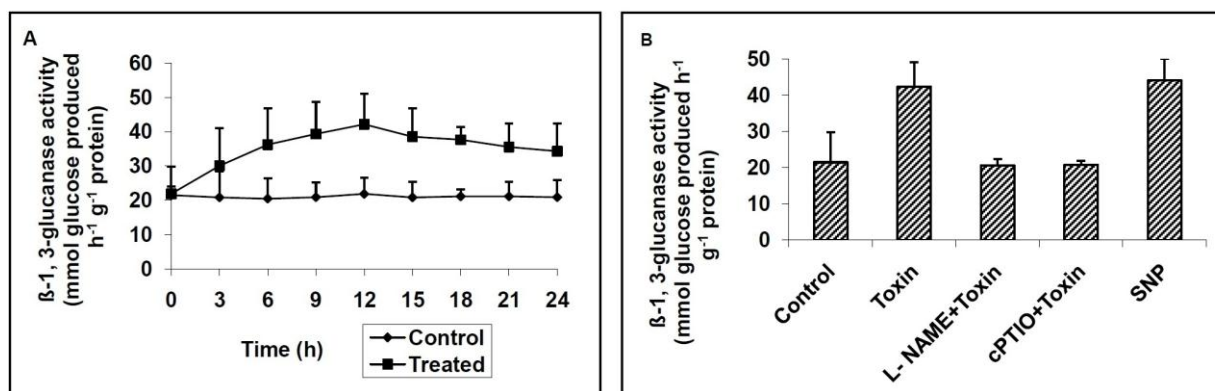 A
ß-1, 3-glucanase activity
(mmol glucose produced
h-1 g-1 protein)
60
50
40
30
20
10
0
0 3 6 9 12 15 18 21 24
Time (h)
Control
Treated
B
ß-1, 3-glucanase activity
(mmol glucose produced h-1
g-1 protein)
50
40
30
20
10
0
Control
Toxin
L- NAME+Toxin
cPTIO+Toxin
SNP